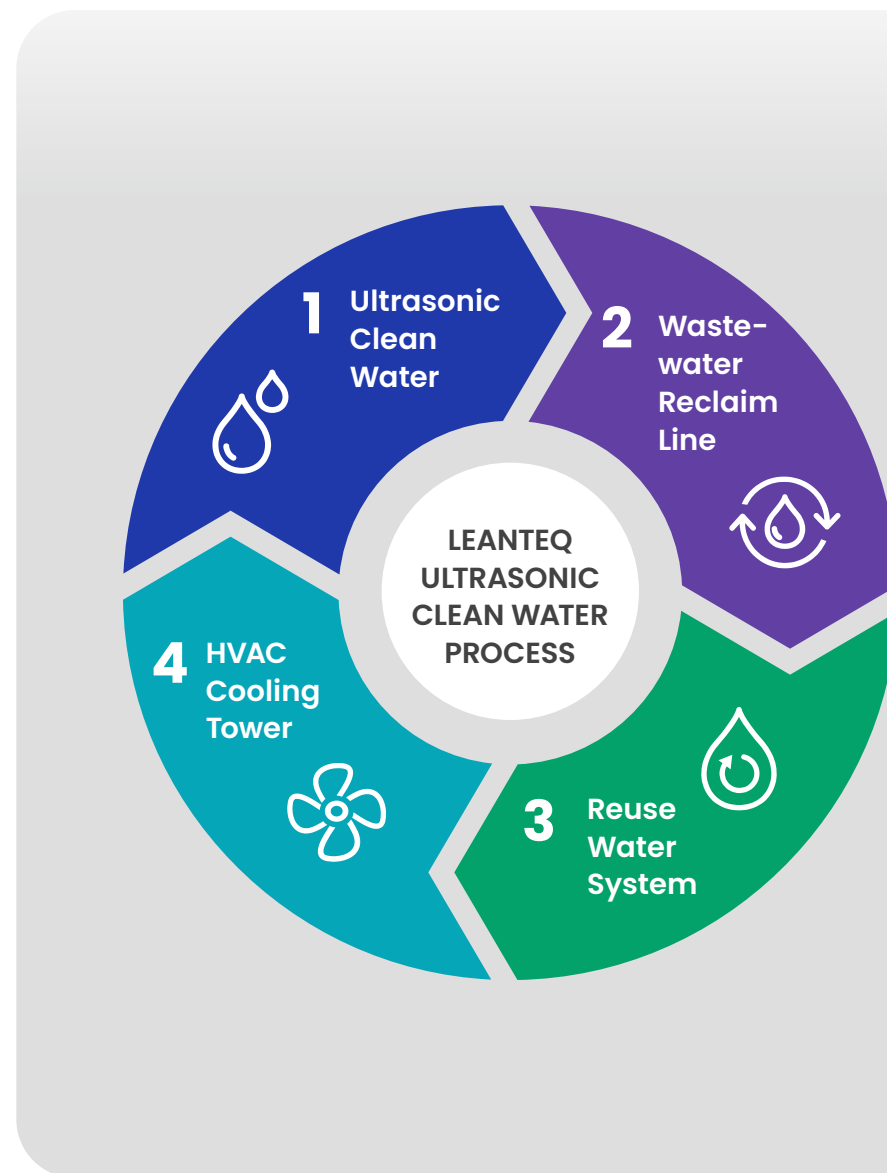 1
Ultrasonic
Clean
Water
2
Waste-
water
Reclaim
Line
LEANTEQ
ULTRASONIC
CLEAN WATER
PROCESS
4
HVAC
Cooling
Tower
3
Reuse
Water
System